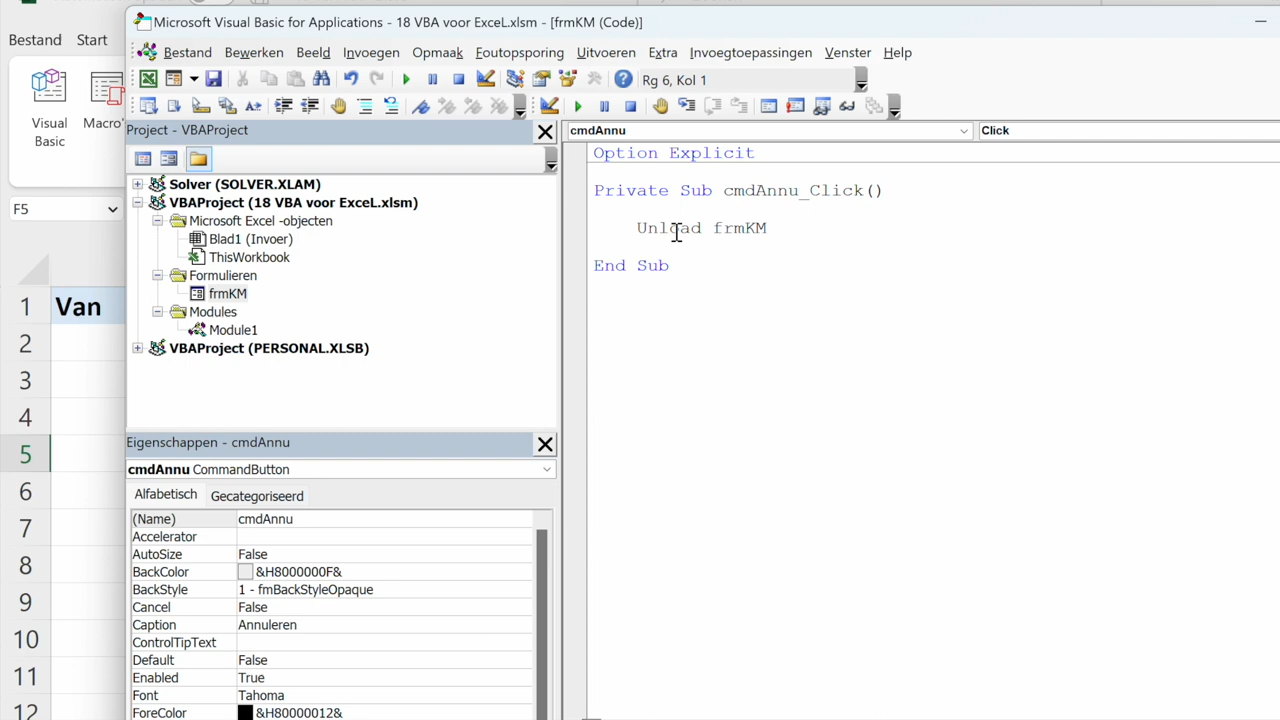 Microsoft Visual Basic for Applications - 18 VBA voor ExceL.xlsm - [frmKM (Code)]
Bestand Start
Bestand Bewerken Beeld Invoegen Opmaak Foutopsporing Uitvoeren Extra Invoegtoepassingen Venster Help
Rg 6, Kol 1
Visual Basic
Macro'
Project - VBAProject
cmdAnnu
Click
Option Explicit
Private Sub cmdAnnu_Click()
Unload frmKM
End Sub
Solver (SOLVER.XLAM)
VBAProject (18 VBA voor ExceL.xlsm)
Microsoft Excel -objecten
Blad1 (Invoer)
ThisWorkbook
Formulieren
frmKM
Modules
Module1
VBAProject (PERSONAL.XLSB)
F5
1 Van
2
3
4
5
6
7
8
9
10
11
12
Eigenschappen - cmdAnnu
cmdAnnu CommandButton
Alfabetisch Gecategoriseerd
(Name) cmdAnnu
Accelerator
AutoSize False
BackColor &H8000000F&
BackStyle 1 - fmBackStyleOpaque
Cancel False
Caption Annuleren
ControlTipText
Default False
Enabled True
Font Tahoma
ForeColor &H80000012&